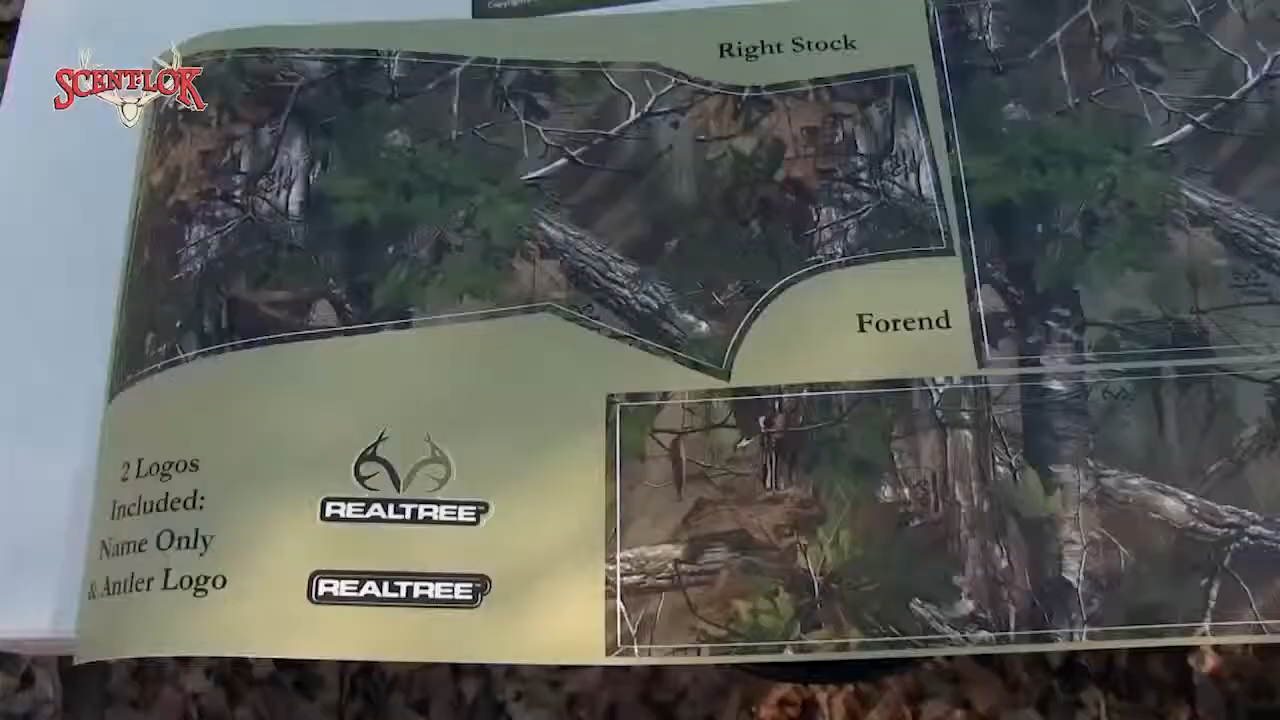 SCENTLOK
Right Stock
Forend
2 Logos
Included:
Name Only
& Antler Logo
REALTREE
REALTREE